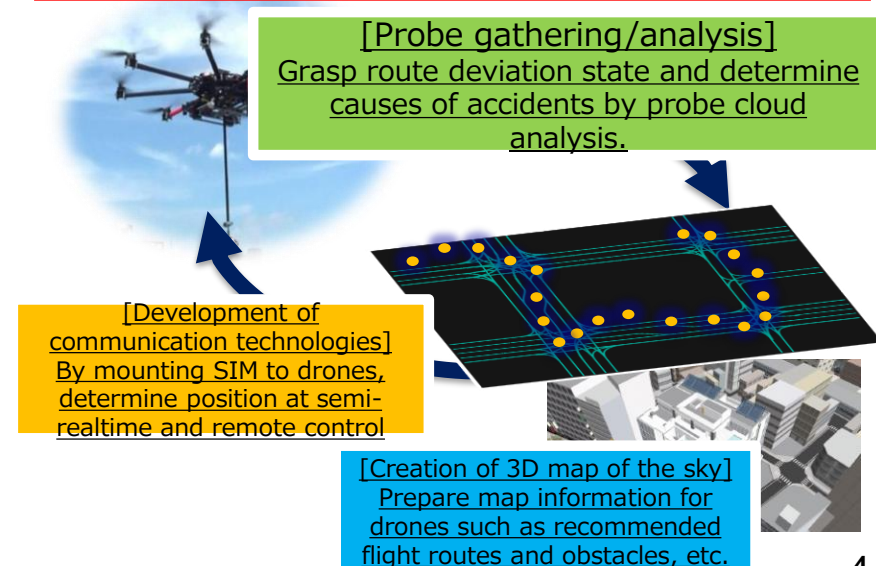 [Probe gathering/analysis]
Grasp route deviation state and determine
causes of accidents by probe cloud
analysis.
[Development of
communication technologies]
By mounting SIM to drones,
determine position at semi-
realtime and remote control
[Creation of 3D map of the sky]
Prepare map information for
drones such as recommended
flight routes and obstacles, etc.
4